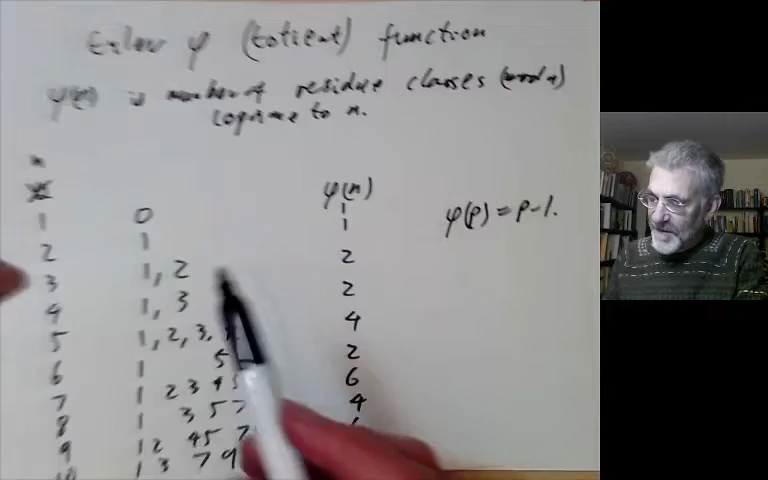 Euler φ (totient) function
φ(n) is number of residue classes (mod n)
coprime to n.
n φ(n)
1 0 1
2 1 1
3 1, 2 2
4 1, 3 2
5 1, 2, 3, 4
6 1 5 2
7 1 2 3 4 5 6
8 1 3 5 7 4
9 1 2 4 5 7
10 1 3 7 9
φ(p) = p-1.